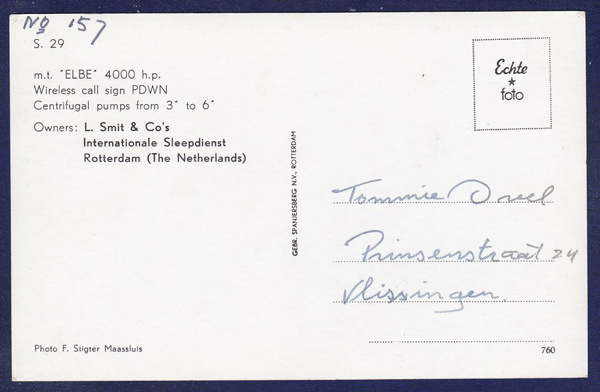 No 157
S. 29
m.t. "ELBE" 4000 h.p.
Wireless call sign PDWN
Centrifugal pumps from 3" to 6"
Owners: L. Smit & Co's
Internationale Sleepdienst
Rotterdam (The Netherlands)
GEBR. SPANJERSBERG N.V., ROTTERDAM
Echte
★
foto
Tommie
Prinsenstraat 24
Vlissingen.
Photo F. Stigter Maassluis
760